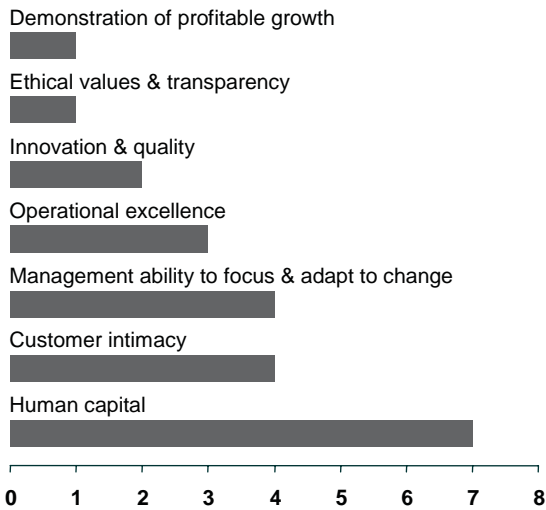 Demonstration of profitable growth
Ethical values & transparency
Innovation & quality
Operational excellence
Management ability to focus & adapt to change
Customer intimacy
Human capital
0 1 2 3 4 5 6 7 8